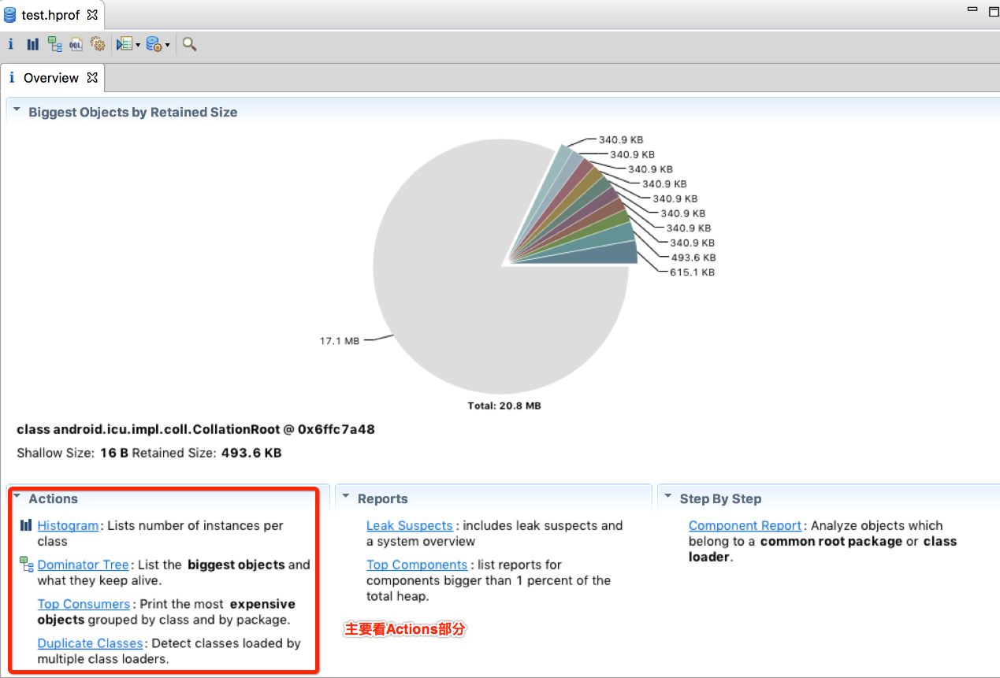 test.hprof
Overview
Biggest Objects by Retained Size
340.9 KB
340.9 KB
340.9 KB
340.9 KB
340.9 KB
340.9 KB
340.9 KB
340.9 KB
493.6 KB
615.1 KB
17.1 MB
Total: 20.8 MB
class android.icu.impl.coll.CollationRoot @ 0x6ffc7a48
Shallow Size: 16 B Retained Size: 493.6 KB
Actions
Histogram: Lists number of instances per
class
Dominator Tree: List the biggest objects and
what they keep alive.
Top Consumers: Print the most expensive
objects grouped by class and by package.
Duplicate Classes: Detect classes loaded by
multiple class loaders.
Reports
Leak Suspects: includes leak suspects and
a system overview
Top Components: list reports for
components bigger than 1 percent of the
total heap.
主要看Actions部分
Step By Step
Component Report: Analyze objects which
belong to a common root package or class
loader.